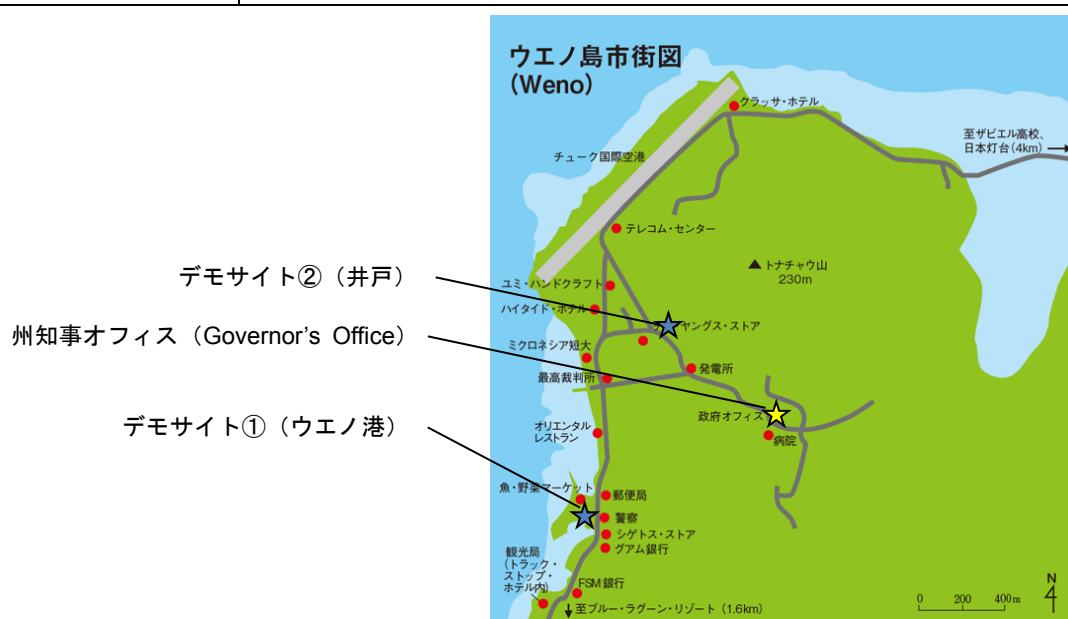 ウエノ島市街図
(Weno)
クラッサ・ホテル
至ザビエル高校、
日本灯台(4km)
チューク国際空港
テレコム・センター
トナチャウ山
230m
デモサイト②（井戸）
ユミ・ハンドクラフト
ハイタイド・ホテル
ヤングス・ストア
州知事オフィス（Governor's Office）
ミクロネシア短大
発電所
最高裁判所
政府オフィス
デモサイト①（ウエノ港）
オリエンタル
レストラン
病院
魚・野菜マーケット
郵便局
警察
シゲトス・ストア
グアム銀行
観光局
(トラック・
ストップ・
ホテル内)
FSM 銀行
至ブルー・ラグーン・リゾート（1.6km）
0 200 400m
N
4